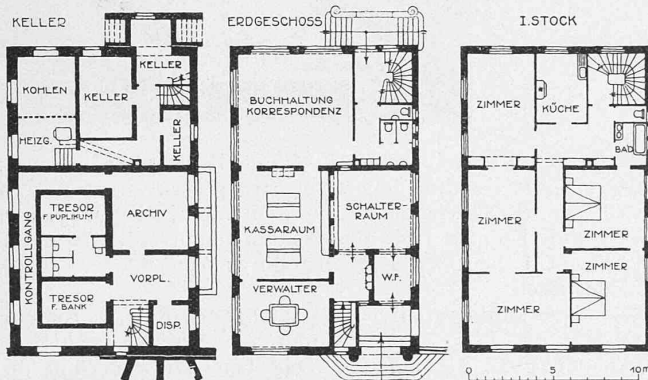 KELLER
KELLER
KOHLEN
KELLER
HEIZG.
KELLER
TRESOR
F. PUPLIKUM
ARCHIV
KONTROLLGANG
VORPL.
TRESOR
F. BANK
DISP.
ERDGESCHOSS
BUCHHALTUNG
KORRESPONDENZ
SCHALTER-
RAUM
KASSARAUM
W.F.
VERWALTER
I. STOCK
ZIMMER
KÜCHE
BAD
ZIMMER
ZIMMER
ZIMMER
ZIMMER
0 5 10 m